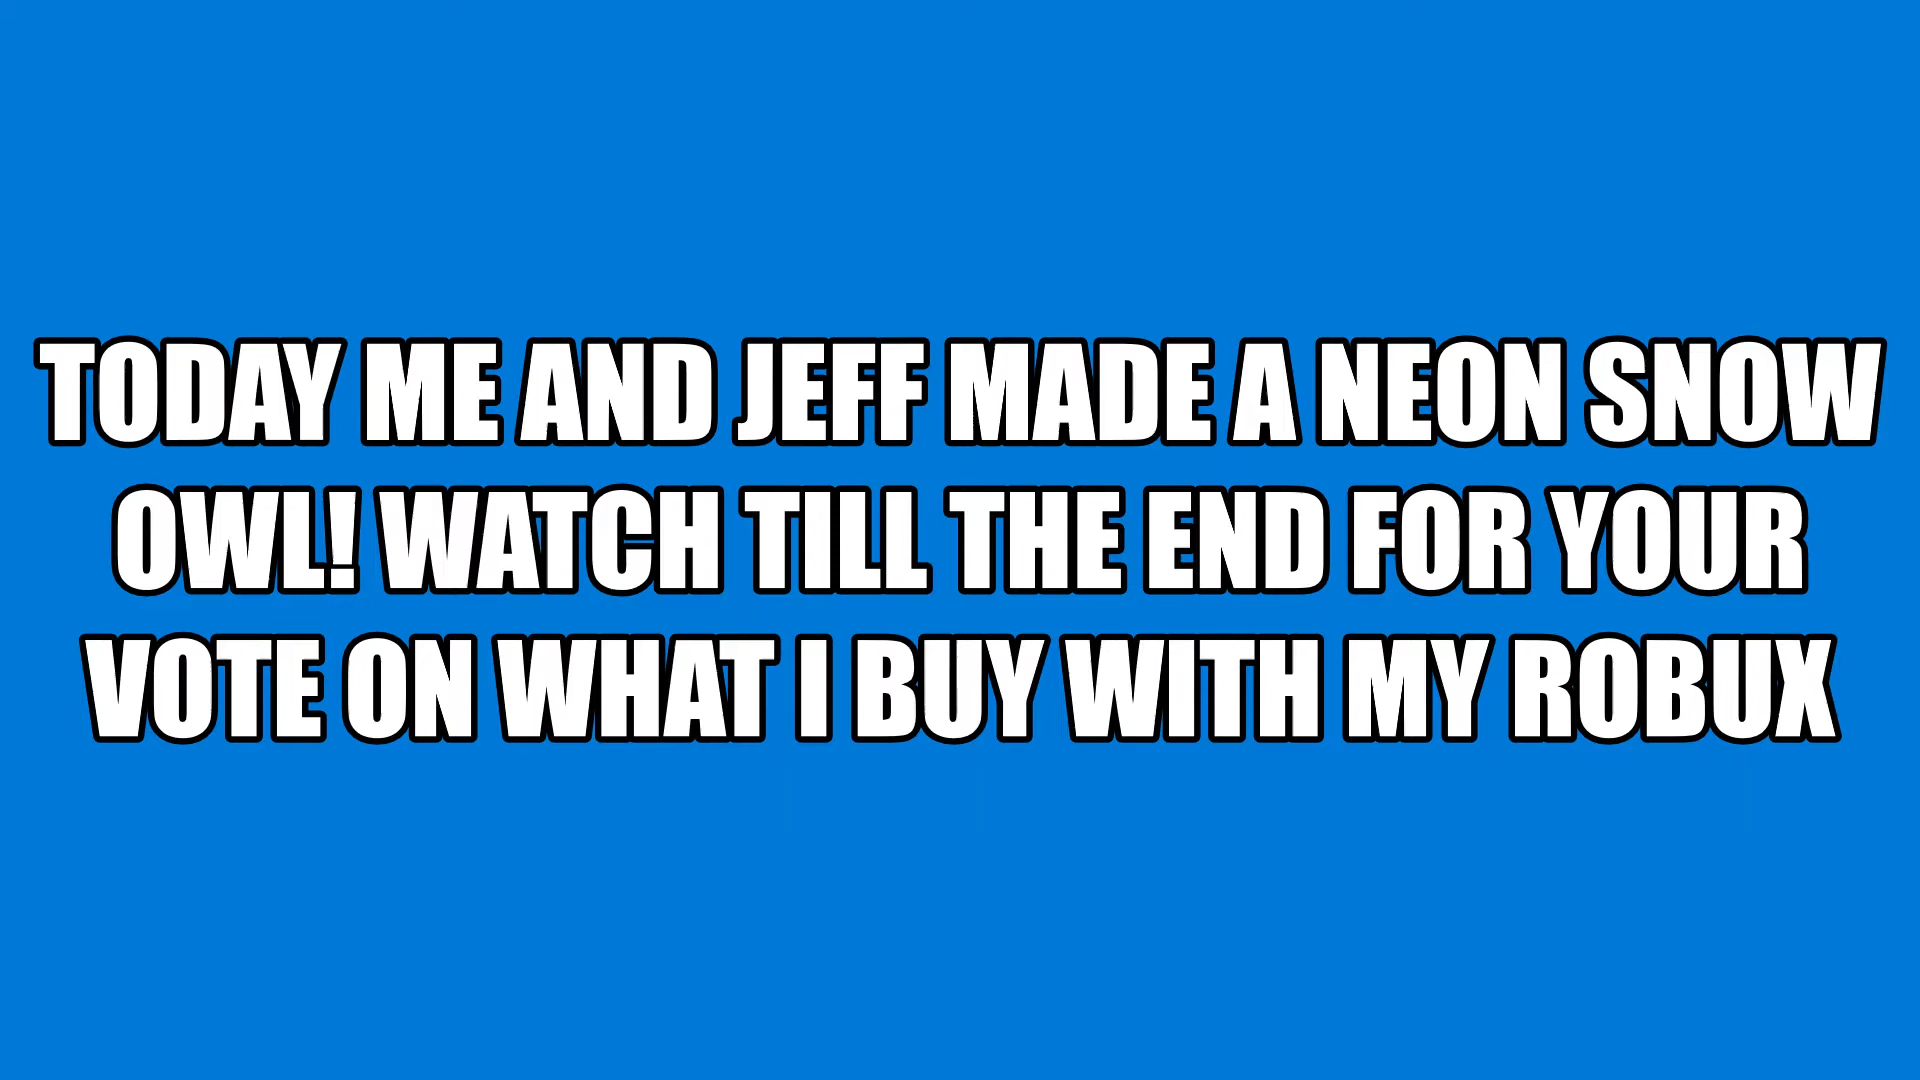 TODAY ME AND JEFF MADE A NEON SNOW
OWL! WATCH TILL THE END FOR YOUR
VOTE ON WHAT I BUY WITH MY ROBUX